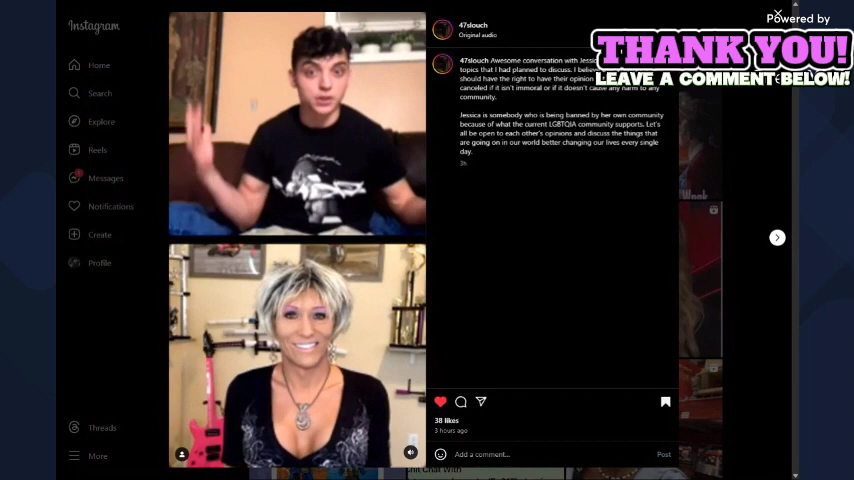 Powered by
THANK YOU!
LEAVE A COMMENT BELOW!
Instagram
Home
Search
Explore
Reels
Messages
Notifications
Create
Profile
Threads
More
47slouch
Original audio
47slouch Awesome conversation with Jessic
topics that I had planned to discuss. I believe
should have the right to have their opinion
canceled if it isn't immoral or if it doesn't cause any harm to any
community.
Jessica is somebody who is being banned by her own community
because of what the current LGBTQIA community supports. Let's
all be open to each other's opinions and discuss the things that
are going on in our world better changing our lives every single
day.
3h
38 likes
3 hours ago
Add a comment...
Post
Chit Chat With